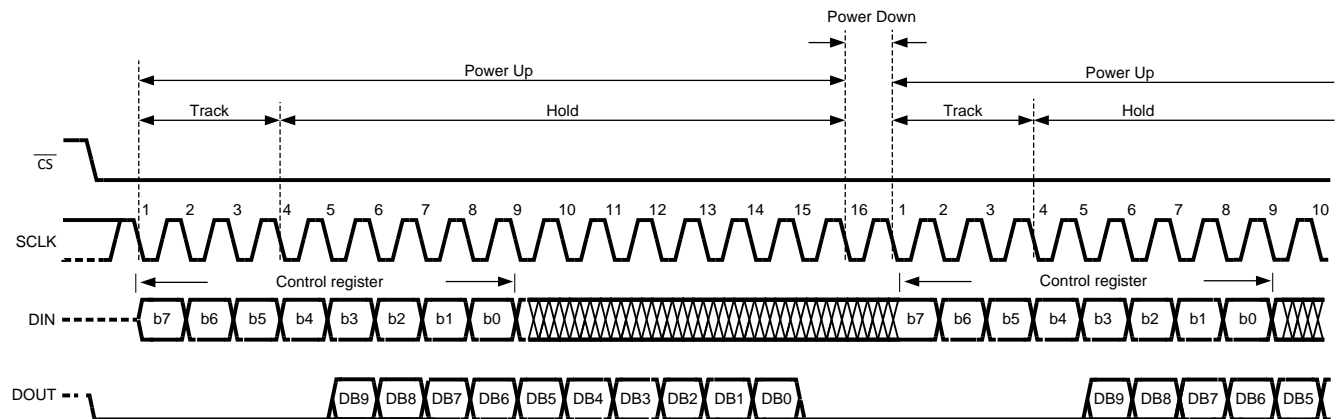 Power Down
Power Up Power Up
Track Hold Track Hold
CS
1 2 3 4 5 6 7 8 9 10 11 12 13 14 15 16 1 2 3 4 5 6 7 8 9 10
SCLK
Control register Control register
DIN b7 b6 b5 b4 b3 b2 b1 b0 b7 b6 b5 b4 b3 b2 b1 b0
DOUT DB9 DB8 DB7 DB6 DB5 DB4 DB3 DB2 DB1 DB0 DB9 DB8 DB7 DB6 DB5